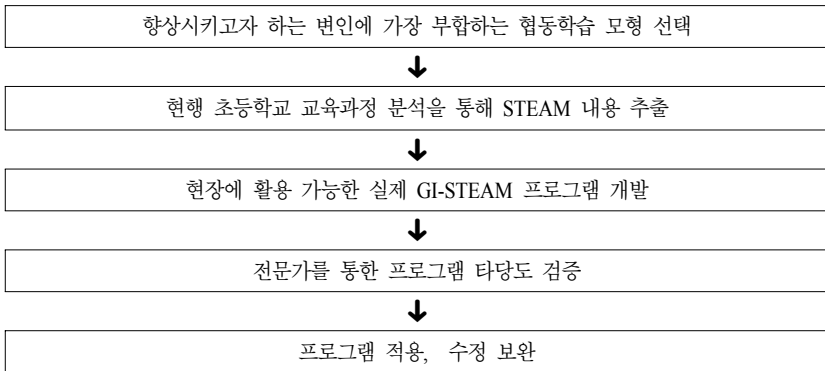 향상시키고자 하는 변인에 가장 부합하는 협동학습 모형 선택
현행 초등학교 교육과정 분석을 통해 STEAM 내용 추출
현장에 활용 가능한 실제 GI-STEAM 프로그램 개발
전문가를 통한 프로그램 타당도 검증
프로그램 적용, 수정 보완